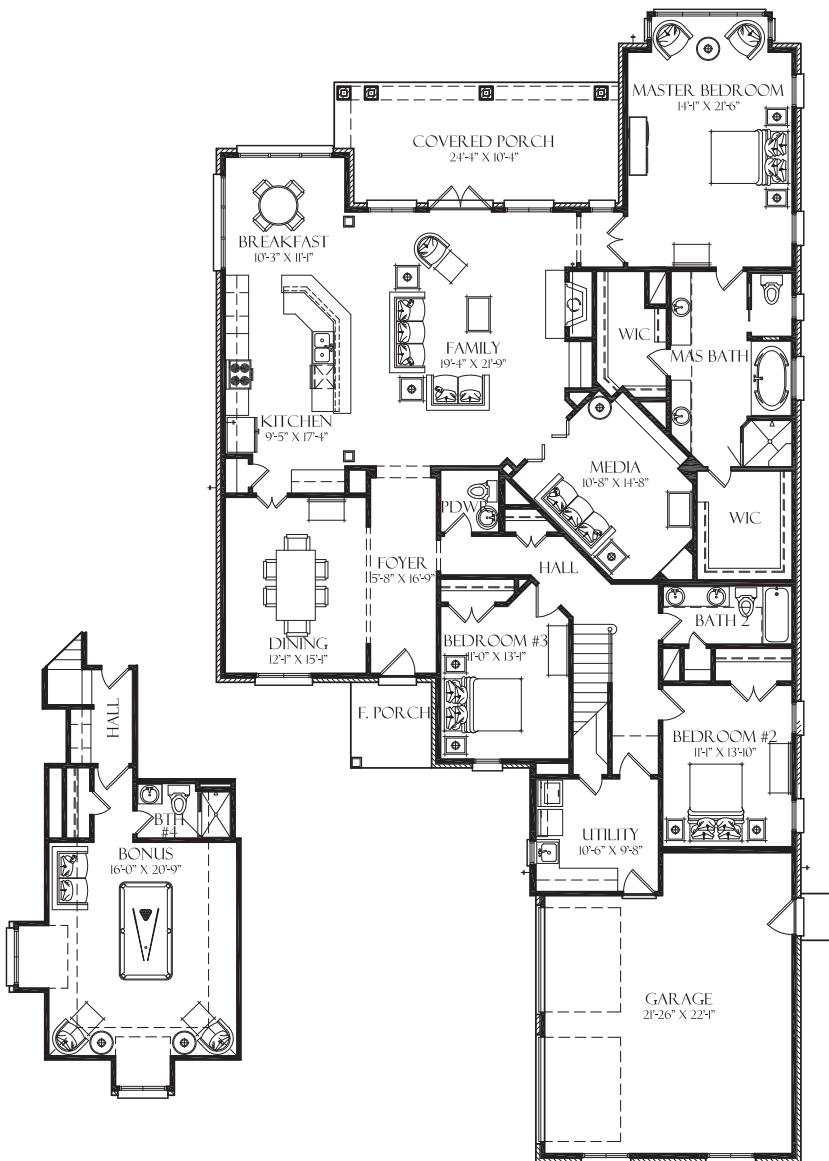 MASTER BEDROOM
14'-1" X 21'-6"
COVERED PORCH
24'-4" X 10'-4"
BREAKFAST
10'-3" X 11'-1"
WIC
FAMILY
19'-4" X 21'-9"
MAS BATH
KITCHEN
9'-5" X 17'-4"
MEDIA
10'-8" X 14'-8"
PDWR
WIC
FOYER
5'-8" X 16'-9"
HALL
DINING
12'-1" X 15'-1"
BEDROOM #3
11'-0" X 13'-1"
BATH 2
F. PORCH
HALL
BEDROOM #2
11'-1" X 13'-10"
BTH
#4
UTILITY
10'-6" X 9'-8"
BONUS
16'-0" X 20'-9"
GARAGE
21'-26" X 22'-1"